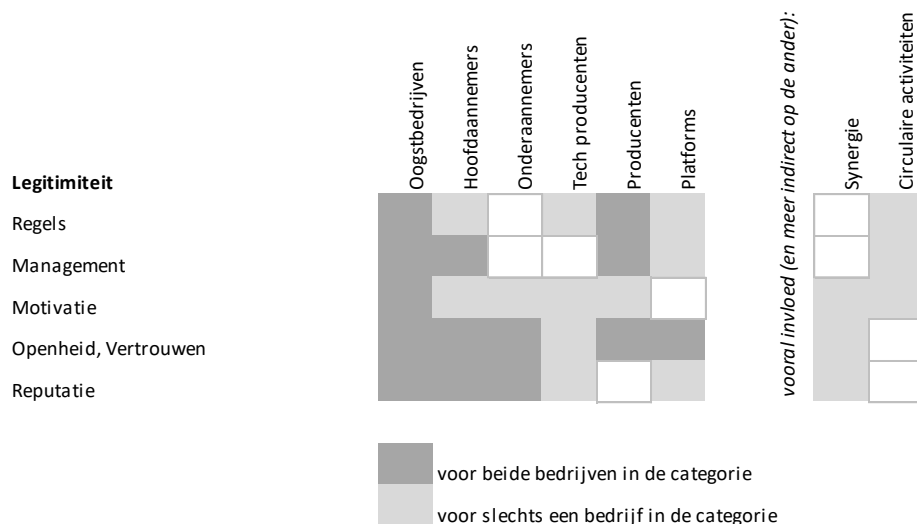 Oogstbedrijven
Hoofdaannemers
Onderaannemers
Tech producenten
Producenten
Platforms
vooral invloed (en meer indirect op de ander):
Synergie
Circulaire activiteiten
Legitimiteit
Regels
Management
Motivatie
Openheid, Vertrouwen
Reputatie
voor beide bedrijven in de categorie
voor slechts een bedrijf in de categorie